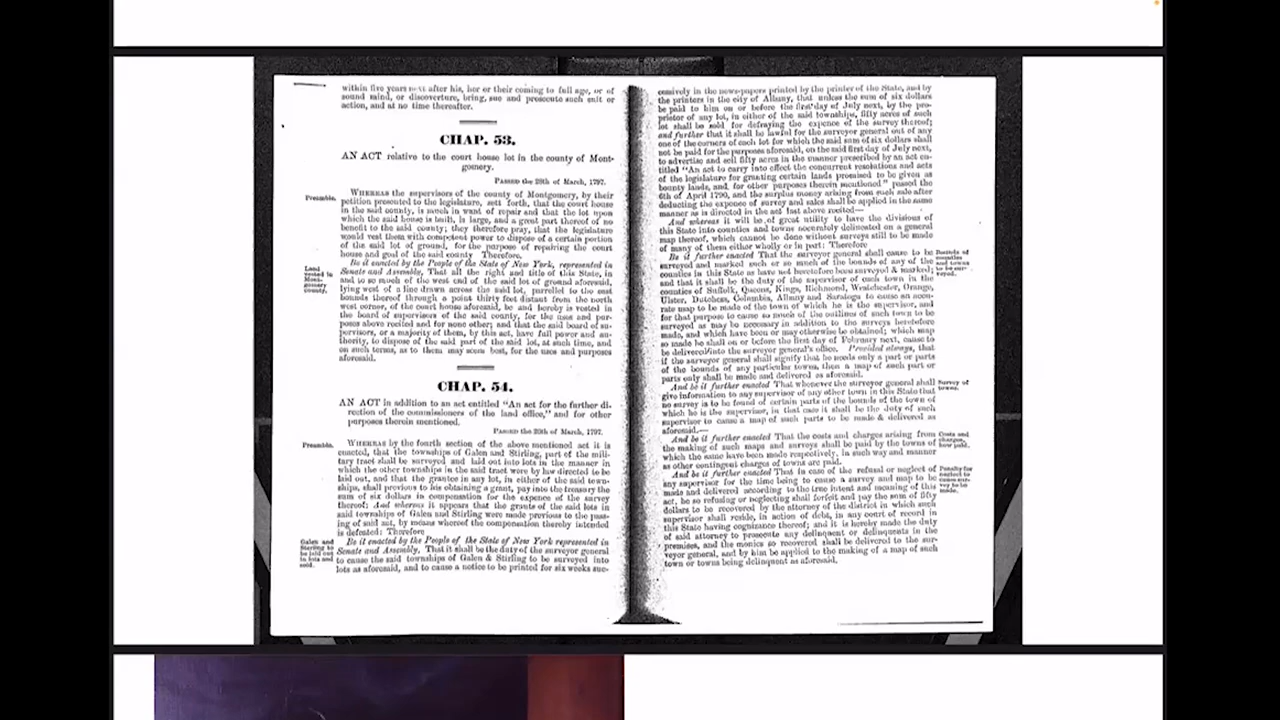 within five years next after his, her or their coming to full age, or of
sound mind, or discoverture, bring, sue and prosecute such suit or
action, and at no time thereafter.
CHAP. 53.
AN ACT relative to the court house lot in the county of Mont-
gomery.
PASSED the 28th of March, 1797.
Preamble.
WHEREAS the supervisors of the county of Montgomery, by their
petition presented to the legislature, sett forth, that the court house
in the said county, is much in want of repair and that the lot upon
which the said house is built, is large, and a great part thereof of no
benefit to the said county; they therefore pray, that the legislature
would vest them with competent power to dispose of a certain portion
of the said lot of ground, for the purpose of repairing the court
house and goal of the said county Therefore.
Land vested in Mont-gomery county.
Be it enacted by the People of the State of New York, represented in
Senate and Assembly, That all the right and title of this State, in
and to so much of the west end of the said lot of ground aforesaid,
lying west of a line drawn across the said lot, parrelled to the east
bounds thereof through a point thirty feet distant from the north
west corner, of the court house aforesaid, be and hereby is vested in
the board of supervisors of the said county, for the uses and pur-
poses above recited and for none other; and that the said board of su-
pervisors, or a majority of them, by this act, have full power and au-
thority, to dispose of the said part of the said lot, at such time, and
on such terms, as to them may seem best, for the uses and purposes
aforesaid.
CHAP. 54.
AN ACT in addition to an act entitled "An act for the further di-
rection of the commissioners of the land office," and for other
purposes therein mentioned.
PASSED the 29th of March, 1797.
Preamble.
WHEREAS by the fourth section of the above mentioned act it is
enacted, that the townships of Galen and Stirling, part of the mili-
tary tract shall be surveyed and laid out into lots in the manner in
which the other townships in the said tract were by law directed to be
laid out, and that the grantee in any lot, in either of the said town-
ships, shall previous to his obtaining a grant, pay into the treasury the
sum of six dollars in compensation for the expence of the survey
thereof; And whereas it appears that the grants of the said lots in
said townships of Galen and Stirling were made previous to the pass-
ing of said act, by means whereof the compensation thereby intended
is defeated: Therefore
Galen and Stirling to be laid out in lots and sold.
Be it enacted by the People of the State of New York represented in
Senate and Assembly, That it shall be the duty of the surveyor general
to cause the said townships of Galen & Stirling to be surveyed into
lots as aforesaid, and to cause a notice to be printed for six weeks suc-
cessively in the news-papers printed by the printer of the State, and by
the printers in the city of Albany, that unless the sum of six dollars
be paid to him on or before the first day of July next, by the pro-
prietor of any lot, in either of the said townships, fifty acres of such
lot shall be sold for defraying the expence of the survey thereof;
and further that it shall be lawful for the surveyor general out of any
one of the corners of each lot for which the said sum of six dollars shall
not be paid for the purposes aforesaid, on the said first day of July next,
to advertise and sell fifty acres in the manner prescribed by an act en-
titled "An act to carry into effect the concurrent resolutions and acts
of the legislature for granting certain lands promised to be given as
bounty lands, and for other purposes therein mentioned" passed the
6th of April 1790, and the surplus money arising from such sale after
deducting the expence of survey and sales shall be applied in the same
manner as is directed in the act last above recited—
And whereas it will be of great utility to have the divisions of
this State into counties and towns accurately delineated on a general
map thereof, which cannot be done without surveys still to be made
of many of them either wholly or in part: Therefore
Bounds of counties and towns to be sur-veyed.
Be it further enacted That the surveyor general shall cause to be
surveyed and marked such or so much of the bounds of any of the
counties in this State as have not heretofore been surveyed & marked;
and that it shall be the duty of the supervisor of each town in the
counties of Suffolk, Queens, Kings, Richmond, Westchester, Orange,
Ulster, Dutchess, Columbia, Albany and Saratoga to cause an accu-
rate map to be made of the town of which he is the supervisor, and
for that purpose to cause so much of the outlines of such town to be
surveyed as may be necessary in addition to the surveys heretofore
made, and which have been or may otherwise be obtained; which map
so made he shall on or before the first day of February next, cause to
be delivered into the surveyor general's office. Provided always, that
if the surveyor general shall signify that he needs only a part or parts
of the bounds of any particular towns, then a map of such part or
parts only shall be made and delivered as aforesaid.
Survey of towns.
And be it further enacted That whenever the surveyor general shall
give information to any supervisor of any other town in this State that
no survey is to be found of certain parts of the bounds of the town of
which he is the supervisor, in that case it shall be the duty of such
supervisor to cause a map of such parts to be made & delivered as
aforesaid.—
Costs and charges, how paid.
And be it further enacted That the costs and charges arising from
the making of such maps and surveys shall be paid by the towns of
which the same have been made respectively, in such way and manner
as other contingent charges of towns are paid.
Penalty for neglect to cause sur-vey to be made.
And be it further enacted That in case of the refusal or neglect of
any supervisor for the time being to cause a survey and map to be
made and delivered according to the true intent and meaning of this
act, he so refusing or neglecting shall forfeit and pay the sum of fifty
dollars to be recovered by the attorney of the district in which such
supervisor shall reside, in action of debt, in any court of record in
this State having cognizance thereof; and it is hereby made the duty
of said attorney to prosecute any delinquent or delinquents in the
premises, and the monies so recovered shall be delivered to the sur-
veyor general, and by him be applied to the making of a map of such
town or towns being delinquent as aforesaid.